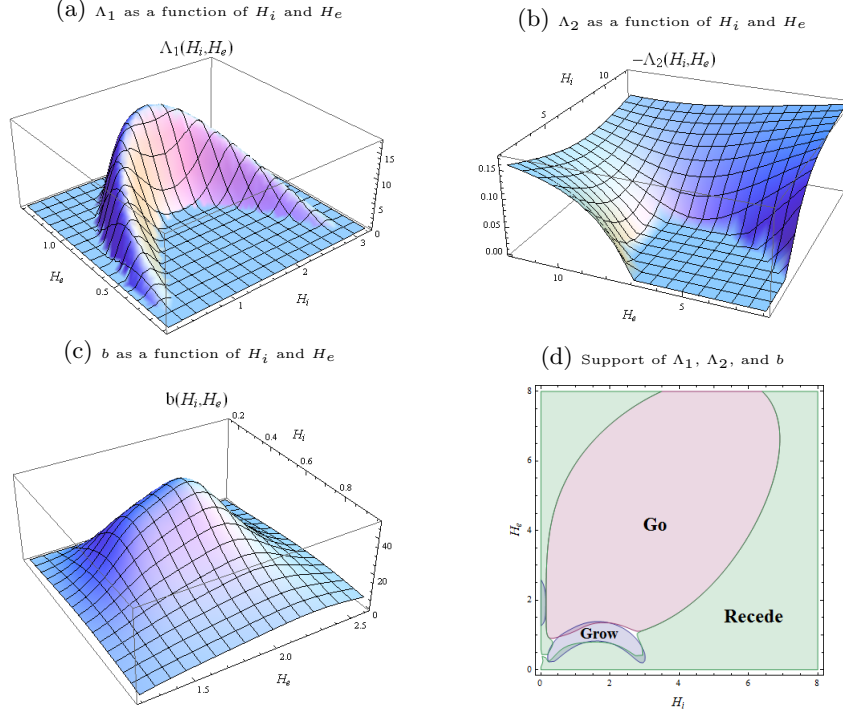 (a) Λ₁ as a function of Hᵢ and Hₑ
Λ₁(Hᵢ,Hₑ)
15
10
5
0
1.0
0.5
Hₑ
1
2
3
Hᵢ
(b) Λ₂ as a function of Hᵢ and Hₑ
−Λ₂(Hᵢ,Hₑ)
Hᵢ
10
5
0.15
0.10
0.05
0.00
10
5
Hₑ
(c) b as a function of Hᵢ and Hₑ
b(Hᵢ,Hₑ)
0.2
0.4
0.6
0.8
Hᵢ
40
20
0
1.5
2.0
2.5
Hₑ
(d) Support of Λ₁, Λ₂, and b
8
6
4
2
0
Hₑ
Go
Grow
Recede
0
2
4
6
8
Hᵢ